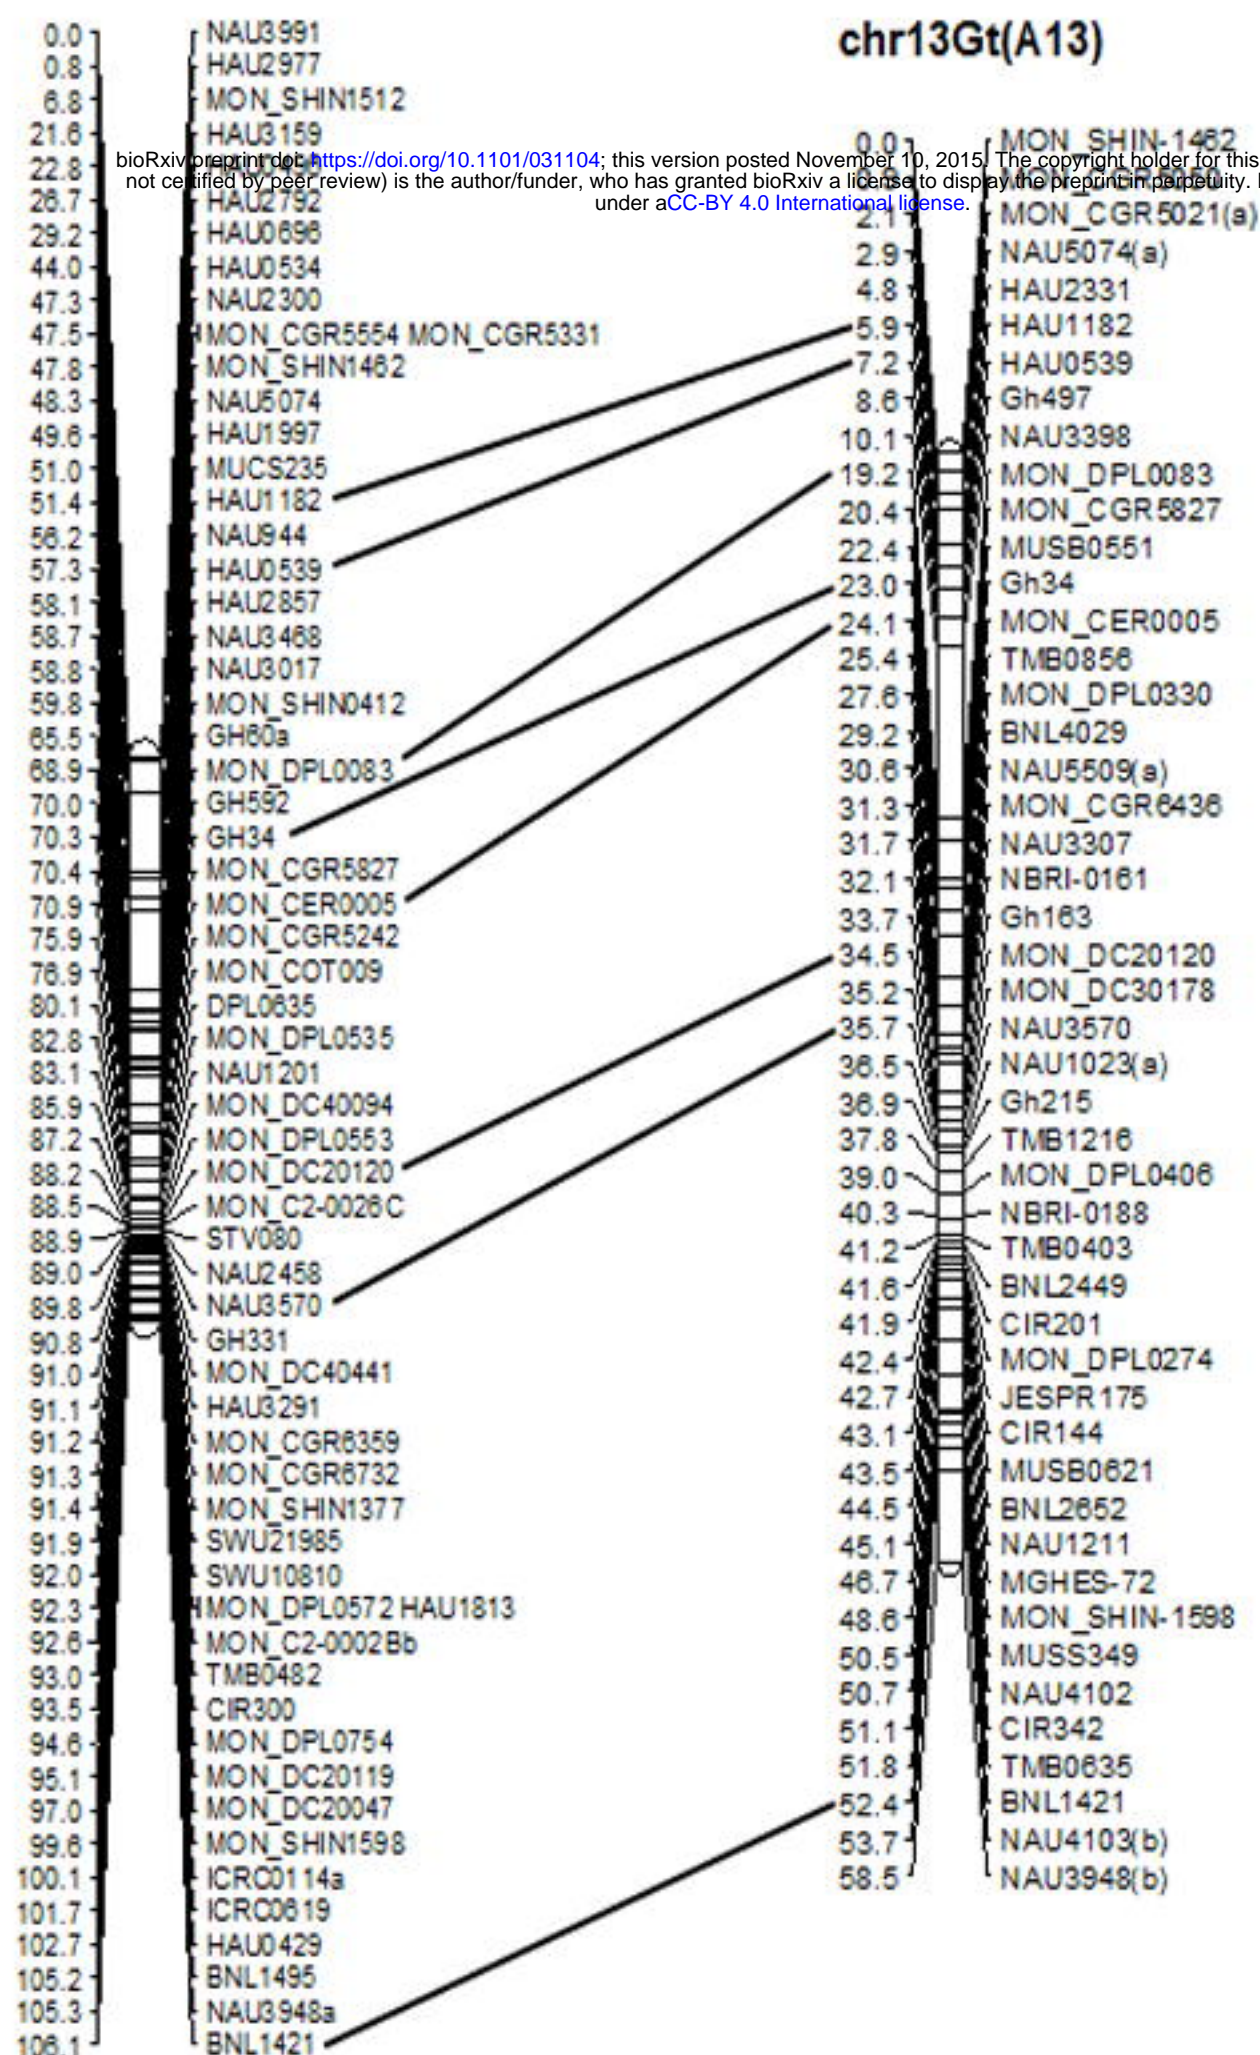 chr13Gt(A13)
0.0 NAU3991
0.8 HAU2977
6.8 MON_SHIN1512
21.6 HAU3159
22.8
26.7 HAU2792
29.2 HAU0696
44.0 HAU0534
47.3 NAU2300
47.5 MON_CGR5554 MON_CGR5331
47.8 MON_SHIN1462
48.3 NAU5074
49.6 HAU1997
51.0 MUCS235
51.4 HAU1182
56.2 NAU944
57.3 HAU0539
58.1 HAU2857
58.7 NAU3468
58.8 NAU3017
59.8 MON_SHIN0412
65.5 GH60a
68.9 MON_DPL0083
70.0 GH592
70.3 GH34
70.4 MON_CGR5827
70.9 MON_CER0005
75.9 MON_CGR5242
76.9 MON_COT009
80.1 DPL0635
82.8 MON_DPL0535
83.1 NAU1201
85.9 MON_DC40094
87.2 MON_DPL0553
88.2 MON_DC20120
88.5 MON_C2-0026C
88.9 STV080
89.0 NAU2458
89.8 NAU3570
90.8 GH331
91.0 MON_DC40441
91.1 HAU3291
91.2 MON_CGR6359
91.3 MON_CGR6732
91.4 MON_SHIN1377
91.9 SWU21985
92.0 SWU10810
92.3 MON_DPL0572 HAU1813
92.6 MON_C2-0002Bb
93.0 TMB0482
93.5 CIR300
94.6 MON_DPL0754
95.1 MON_DC20119
97.0 MON_DC20047
99.6 MON_SHIN1598
100.1 ICRC0114a
101.7 ICRC0619
102.7 HAU0429
105.2 BNL1495
105.3 NAU3948a
106.1 BNL1421
bioRxiv preprint doi: https://doi.org/10.1101/031104; this version posted November 10, 2015. The copyright holder for this
not certified by peer review) is the author/funder, who has granted bioRxiv a license to display the preprint in perpetuity.
under aCC-BY 4.0 International license.
0.0 MON_SHIN-1462
2.1 MON_CGR5021(a)
2.9 NAU5074(a)
4.8 HAU2331
5.9 HAU1182
7.2 HAU0539
8.6 Gh497
10.1 NAU3398
19.2 MON_DPL0083
20.4 MON_CGR5827
22.4 MUSB0551
23.0 Gh34
24.1 MON_CER0005
25.4 TMB0856
27.6 MON_DPL0330
29.2 BNL4029
30.6 NAU5509(a)
31.3 MON_CGR6436
31.7 NAU3307
32.1 NBRI-0161
33.7 Gh163
34.5 MON_DC20120
35.2 MON_DC30178
35.7 NAU3570
36.5 NAU1023(a)
36.9 Gh215
37.8 TMB1216
39.0 MON_DPL0406
40.3 NBRI-0188
41.2 TMB0403
41.6 BNL2449
41.9 CIR201
42.4 MON_DPL0274
42.7 JESPR175
43.1 CIR144
43.5 MUSB0621
44.5 BNL2652
45.1 NAU1211
46.7 MGHES-72
48.6 MON_SHIN-1598
50.5 MUSS349
50.7 NAU4102
51.1 CIR342
51.8 TMB0635
52.4 BNL1421
53.7 NAU4103(b)
58.5 NAU3948(b)